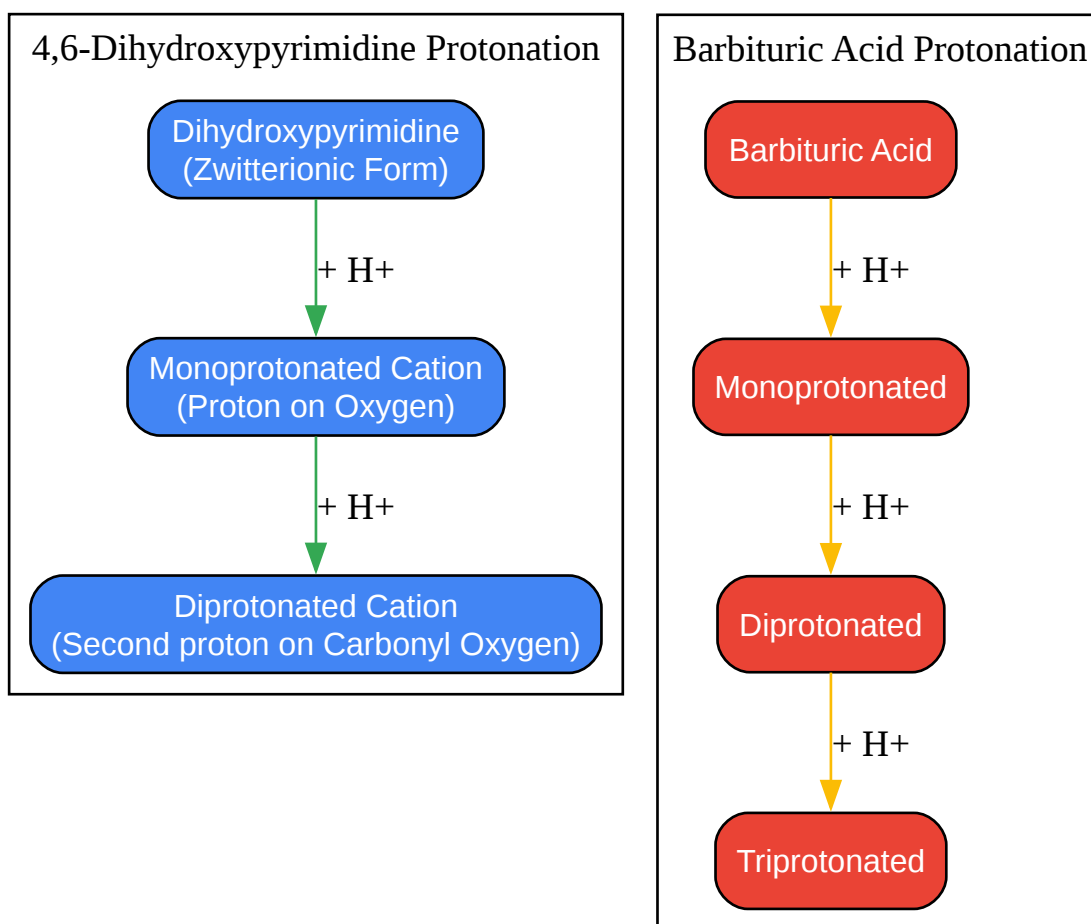 4,6-Dihydroxypyrimidine Protonation
Dihydroxypyrimidine
(Zwitterionic Form)
+ H+
Monoprotonated Cation
(Proton on Oxygen)
+ H+
Diprotonated Cation
(Second proton on Carbonyl Oxygen)
Barbituric Acid Protonation
Barbituric Acid
+ H+
Monoprotonated
+ H+
Diprotonated
+ H+
Triprotonated